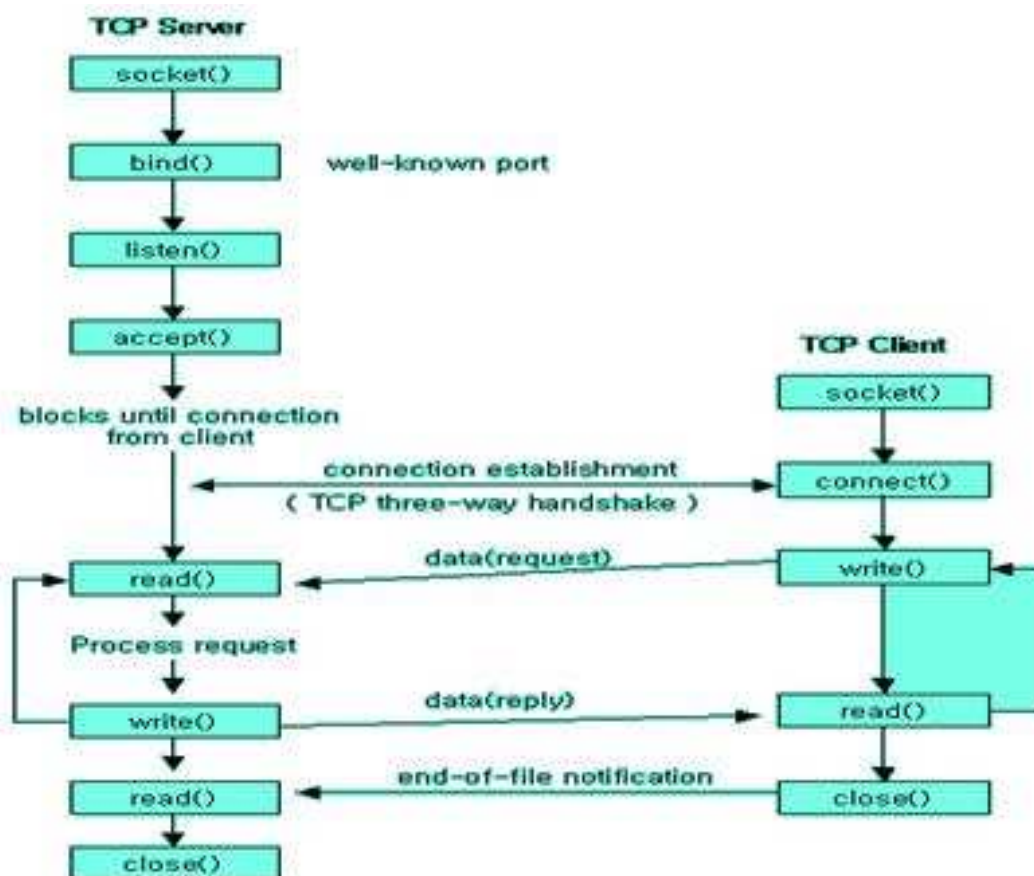 TCP Server
socket()
bind()
well-known port
listen()
accept()
blocks until connection
from client
TCP Client
socket()
connection establishment
( TCP three-way handshake )
connect()
data(request)
read()
write()
Process request
data(reply)
write()
read()
end-of-file notification
read()
close()
close()